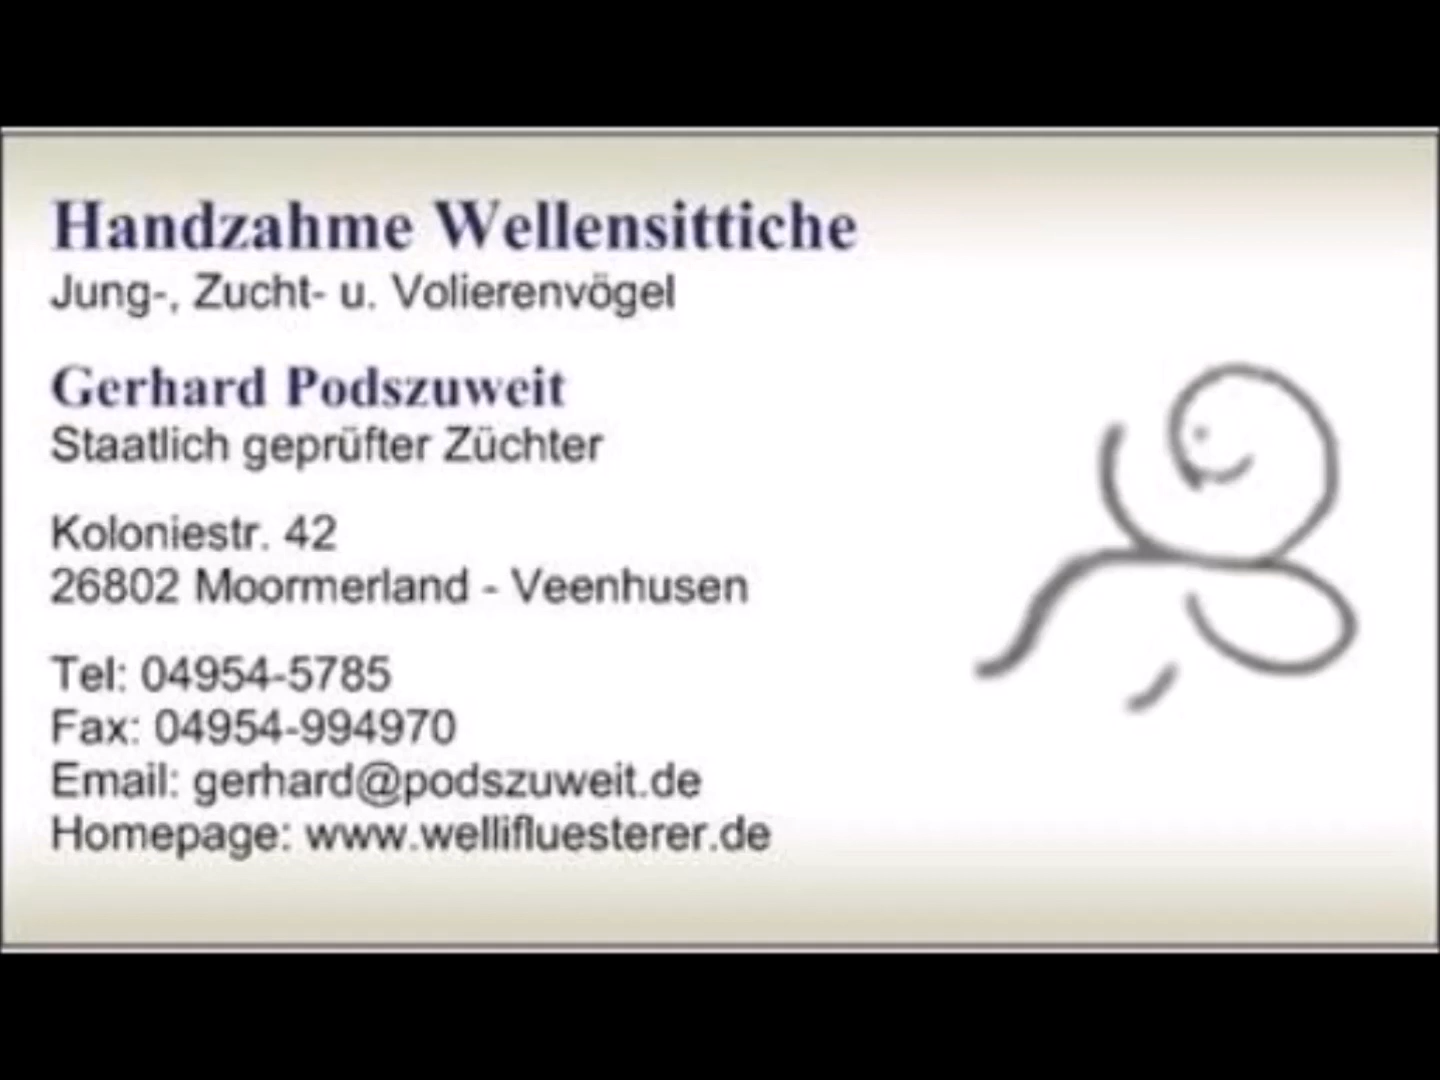 Handzahme Wellensittiche
Jung-, Zucht- u. Volierenvögel
Gerhard Podszuweit
Staatlich geprüfter Züchter
Koloniestr. 42
26802 Moormerland - Veenhusen
Tel: 04954-5785
Fax: 04954-994970
Email: gerhard@podszuweit.de
Homepage: www.wellifluesterer.de